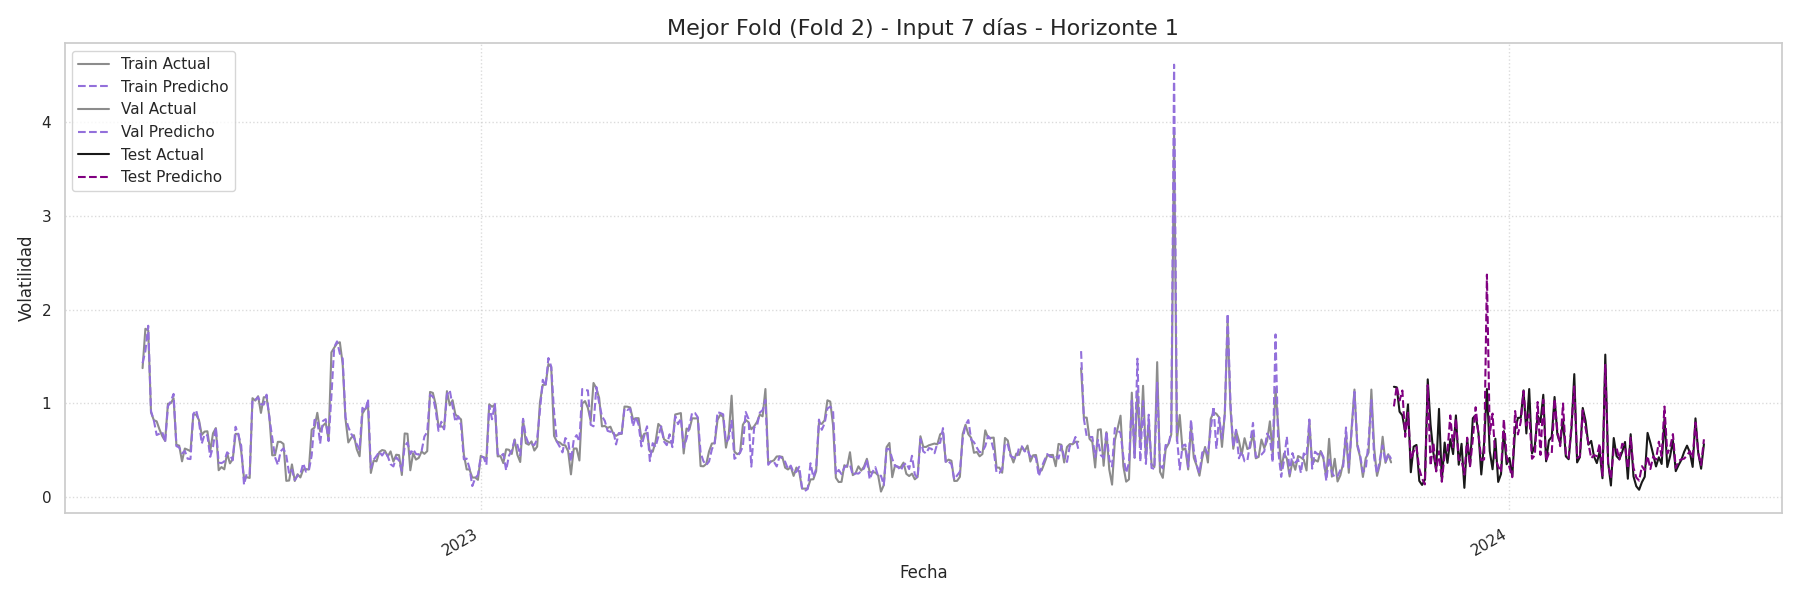 Mejor Fold (Fold 2) - Input 7 días - Horizonte 1
Train Actual
Train Predicho
Val Actual
Val Predicho
Test Actual
Test Predicho
Volatilidad
4
3
2
1
0
2023
2024
Fecha